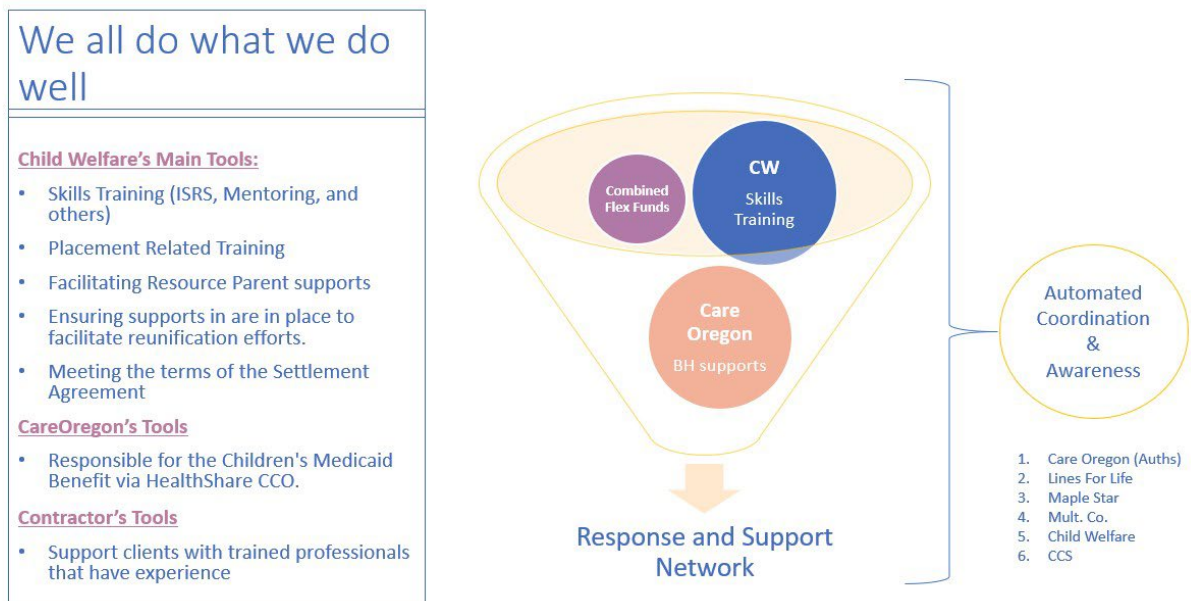 We all do what we do
well
Child Welfare's Main Tools:
• Skills Training (ISRS, Mentoring, and
others)
• Placement Related Training
• Facilitating Resource Parent supports
• Ensuring supports in are in place to
facilitate reunification efforts.
• Meeting the terms of the Settlement
Agreement
CareOregon's Tools
• Responsible for the Children's Medicaid
Benefit via HealthShare CCO.
Contractor's Tools
• Support clients with trained professionals
that have experience
Combined
Flex Funds
CW
Skills
Training
Care
Oregon
BH supports
Response and Support
Network
Automated
Coordination
&
Awareness
1. Care Oregon (Auths)
2. Lines For Life
3. Maple Star
4. Mult. Co.
5. Child Welfare
6. CCS